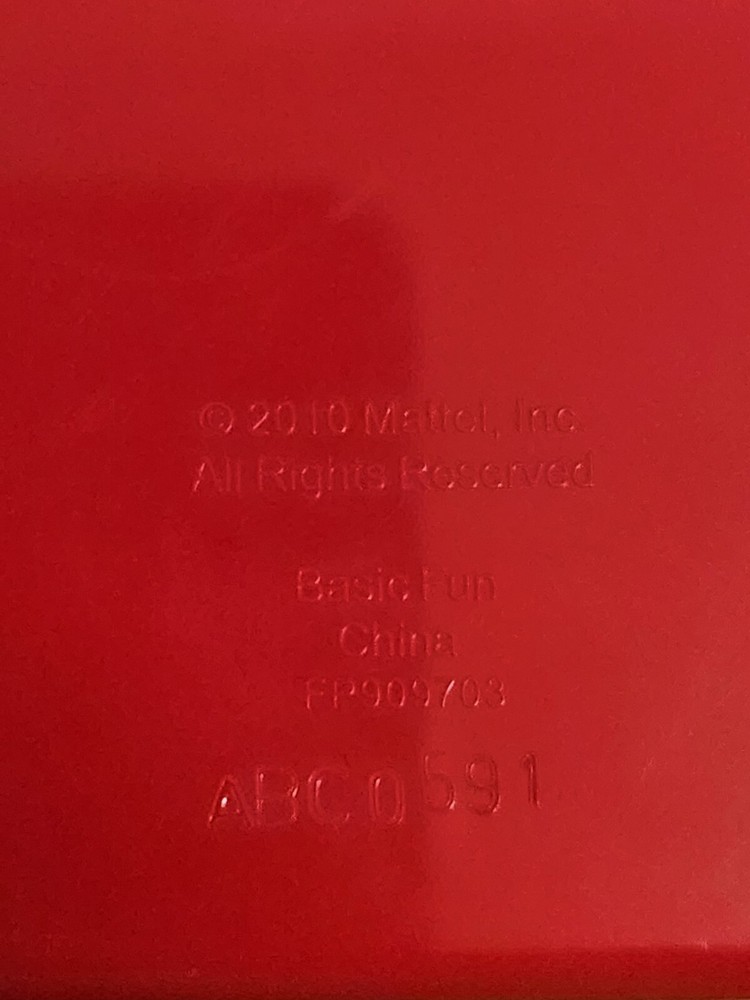 © 2010 Mattel, Inc.
All Rights Reserved
Basic Fun
China
FP909703
ABC0591